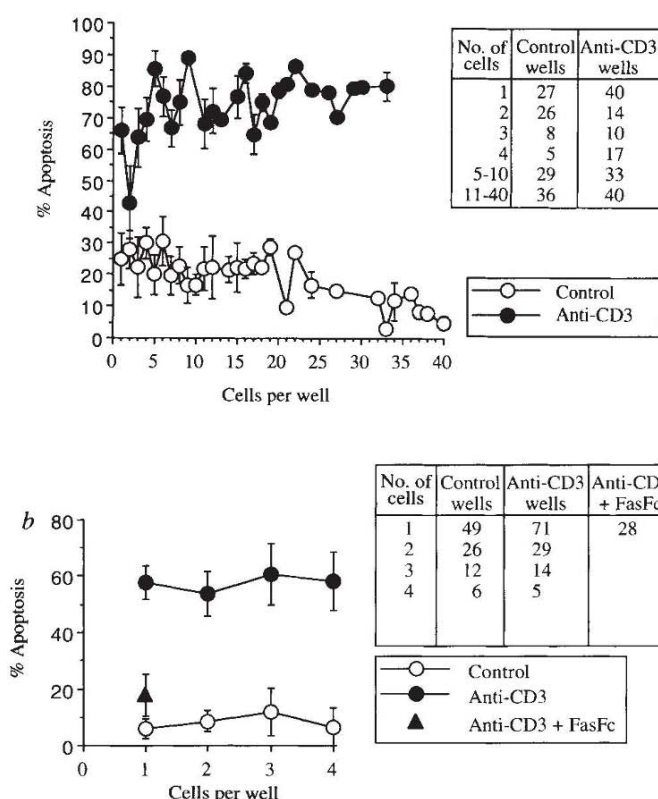 100
90
80
70
60
50
40
30
20
10
0
% Apoptosis
0 5 10 15 20 25 30 35 40
Cells per well
No. of cells Control wells Anti-CD3 wells
1 27 40
2 26 14
3 8 10
4 5 17
5-10 29 33
11-40 36 40
Control
Anti-CD3
b
80
60
40
20
0
% Apoptosis
0 1 2 3 4
Cells per well
No. of cells Control wells Anti-CD3 wells Anti-CD + FasFc
1 49 71 28
2 26 29
3 12 14
4 6 5
Control
Anti-CD3
Anti-CD3 + FasFc